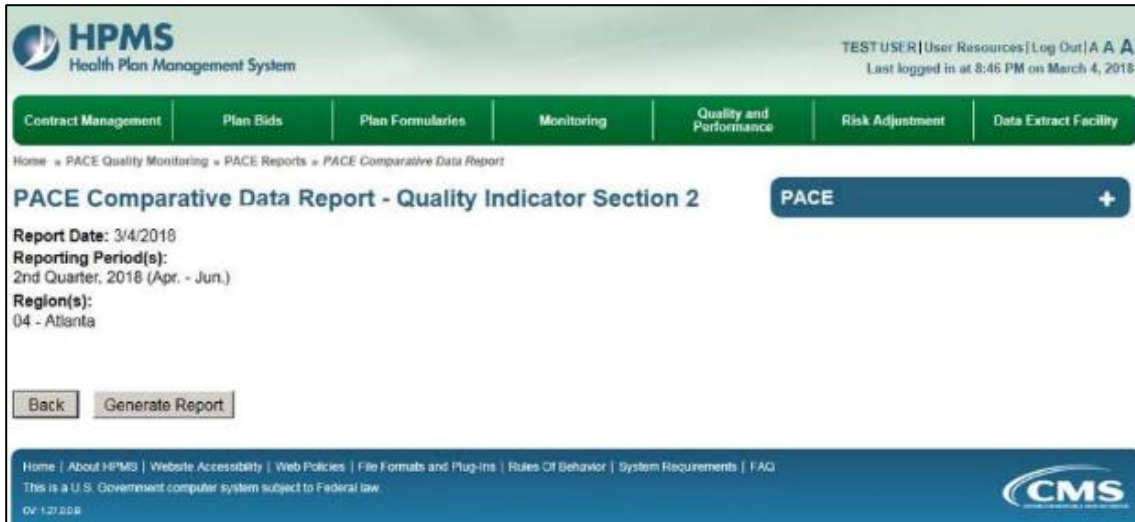 HPMS
Health Plan Management System
TEST USER | User Resources | Log Out | A A A
Last logged in at 8:46 PM on March 4, 2018
Contract Management Plan Bids Plan Formularies Monitoring Quality and Performance Risk Adjustment Data Extract Facility
Home » PACE Quality Monitoring » PACE Reports » PACE Comparative Data Report
PACE Comparative Data Report - Quality Indicator Section 2
PACE +
Report Date: 3/4/2018
Reporting Period(s):
2nd Quarter, 2018 (Apr. - Jun.)
Region(s):
04 - Atlanta
Back Generate Report
Home | About HPMS | Website Accessibility | Web Policies | File Formats and Plug-Ins | Rules Of Behavior | System Requirements | FAQ
This is a U.S. Government computer system subject to Federal law.
CMS